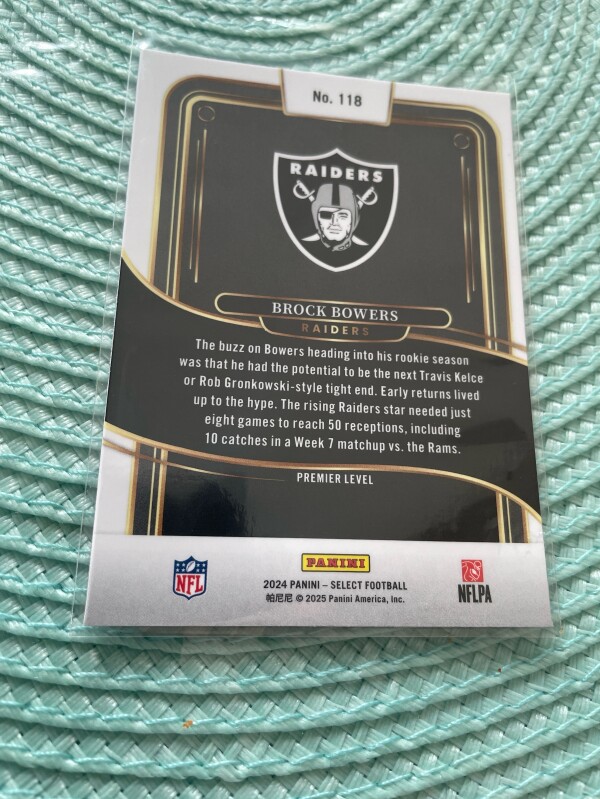 No. 118
RAIDERS
BROCK BOWERS
RAIDERS
The buzz on Bowers heading into his rookie season
was that he had the potential to be the next Travis Kelce
or Rob Gronkowski-style tight end. Early returns lived
up to the hype. The rising Raiders star needed just
eight games to reach 50 receptions, including
10 catches in a Week 7 matchup vs. the Rams.
PREMIER LEVEL
NFL
PANINI
NFLPA
2024 PANINI – SELECT FOOTBALL
帕尼尼 © 2025 Panini America, Inc.